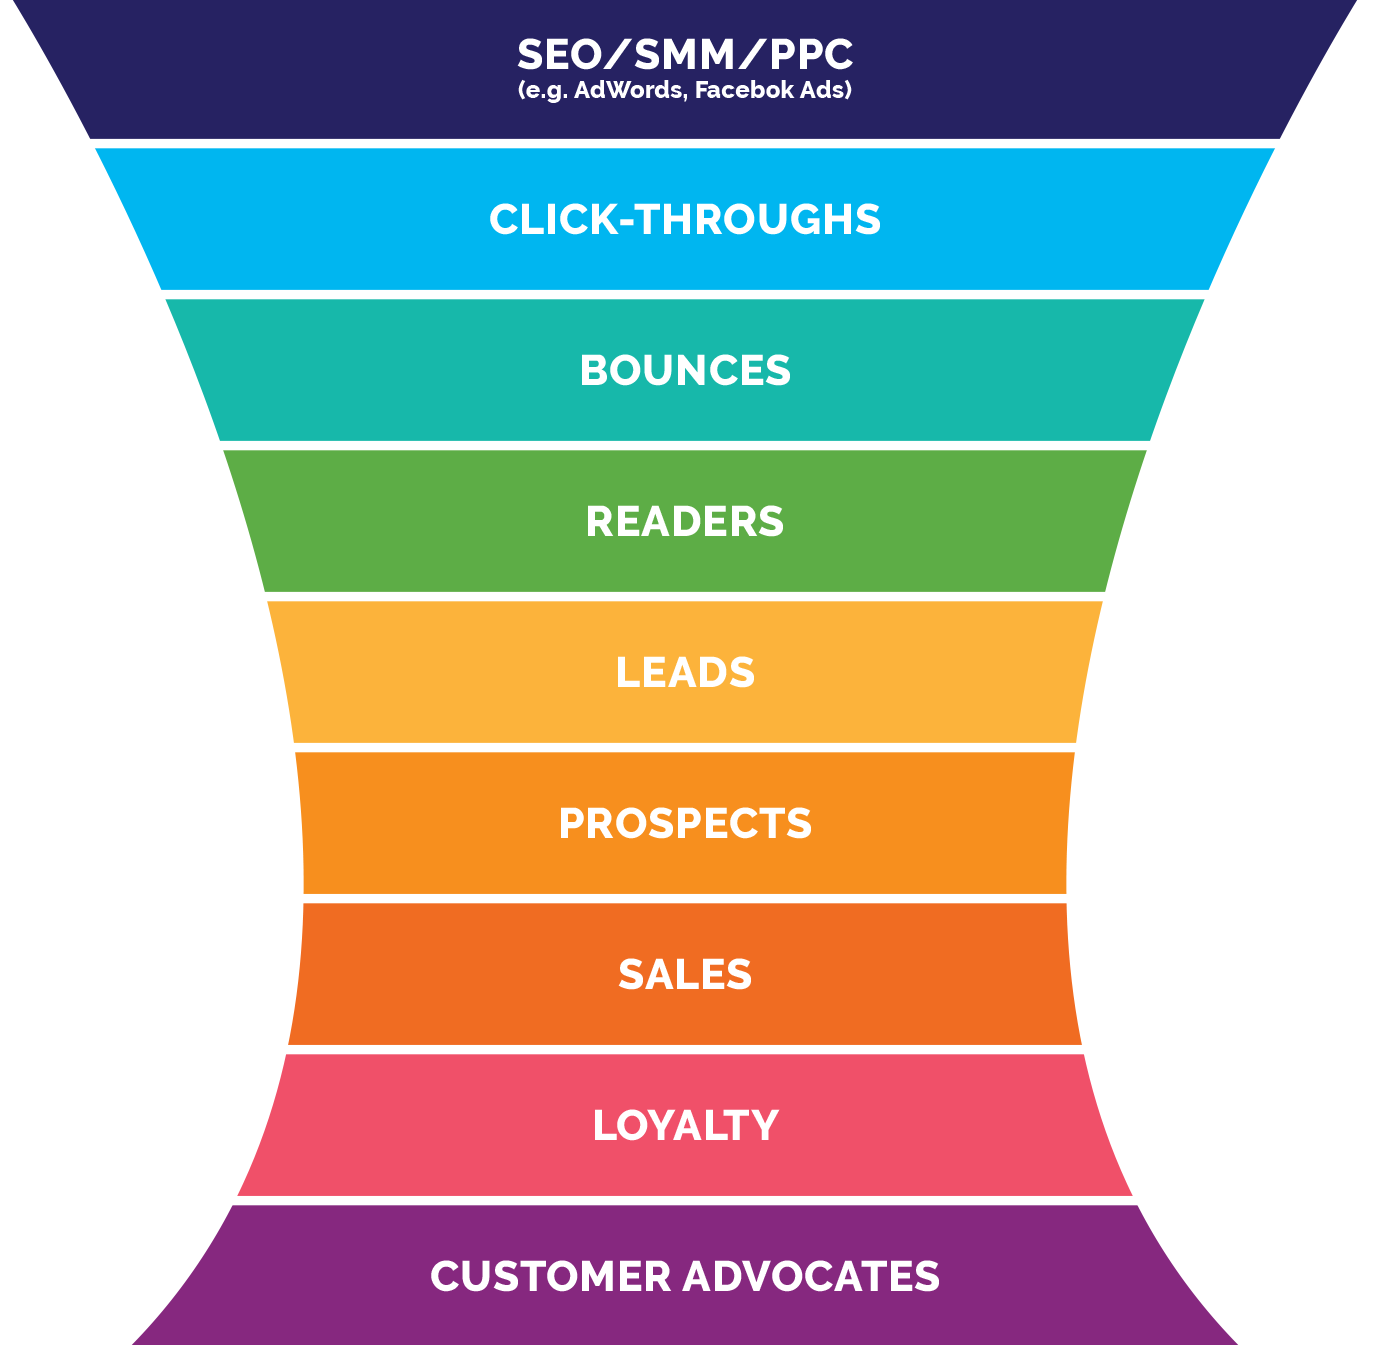 SEO/SMM/PPC
(e.g. AdWords, Facebok Ads)
CLICK-THROUGHS
BOUNCES
READERS
LEADS
PROSPECTS
SALES
LOYALTY
CUSTOMER ADVOCATES